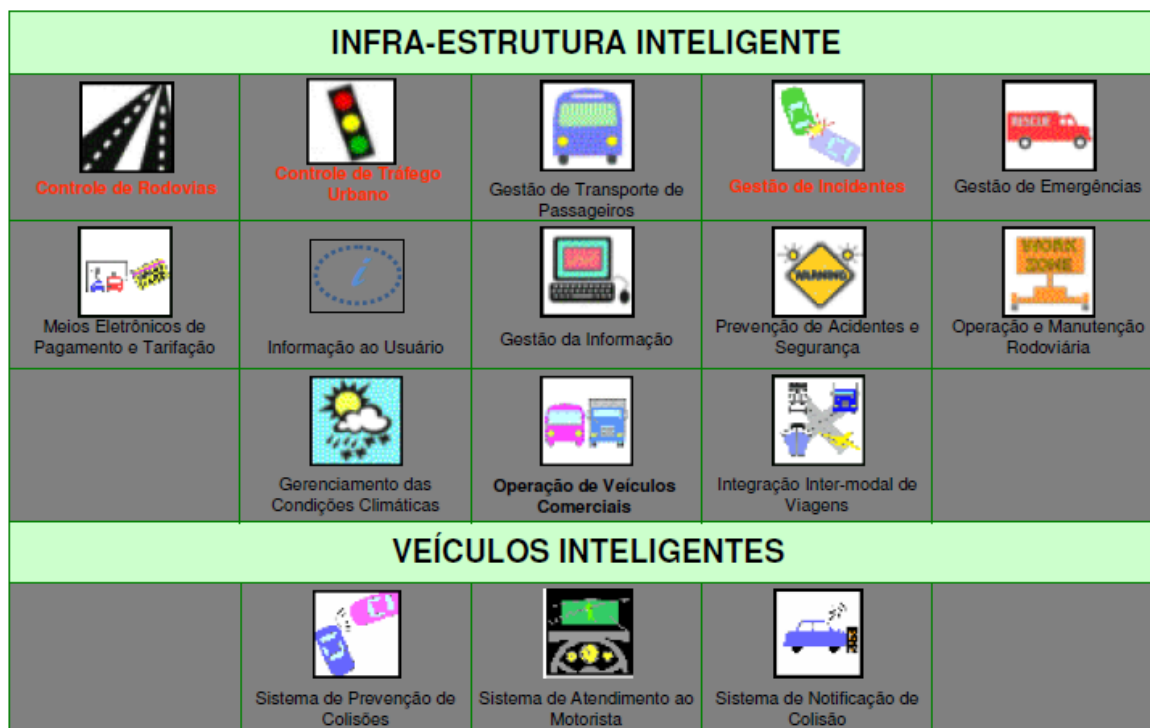 INFRA-ESTRUTURA INTELIGENTE
Controle de Rodovias
Controle de Tráfego
Urbano
Gestão de Transporte de
Passageiros
Gestão de Incidentes
RESCUE
Gestão de Emergências
Meios Eletrônicos de
Pagamento e Tarifação
i
Informação ao Usuário
Gestão da Informação
WARNING
Prevenção de Acidentes e
Segurança
WORK
ZONE
Operação e Manutenção
Rodoviária
Gerenciamento das
Condições Climáticas
Operação de Veículos
Comerciais
Integração Inter-modal de
Viagens
VEÍCULOS INTELIGENTES
Sistema de Prevenção de
Colisões
Sistema de Atendimento ao
Motorista
Sistema de Notificação de
Colisão